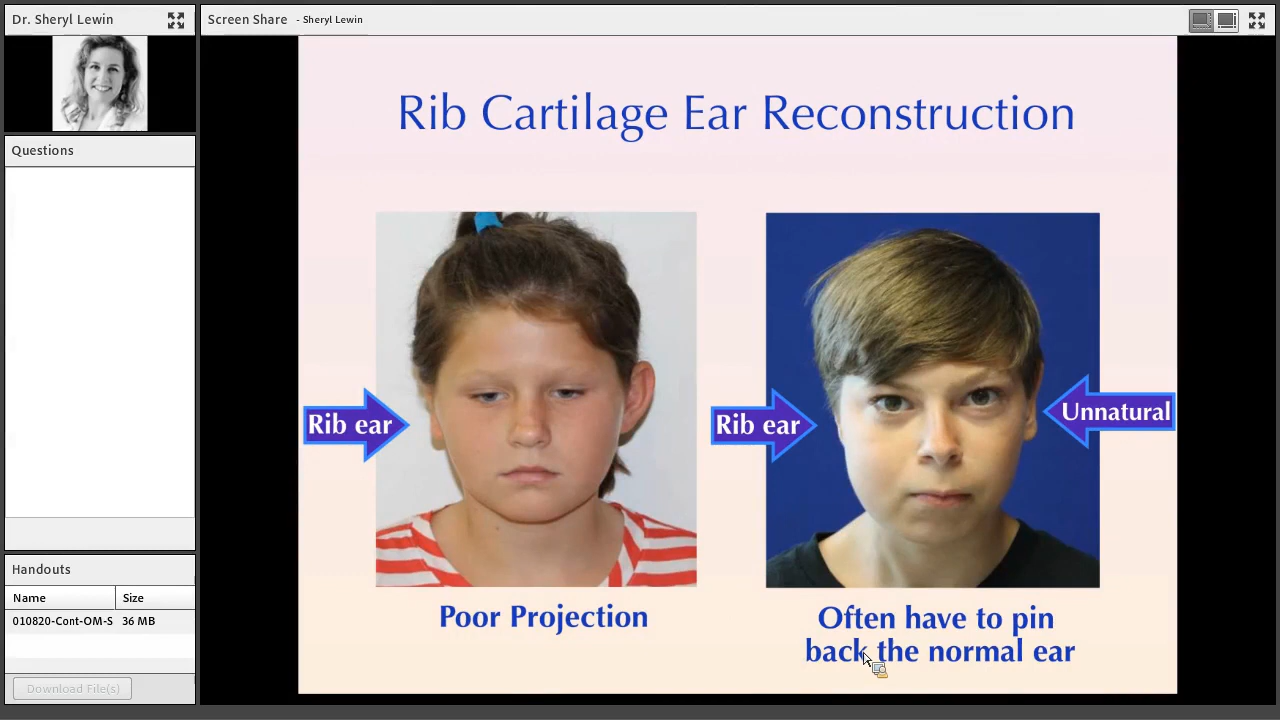 Dr. Sheryl Lewin
Screen Share - Sheryl Lewin
Questions
Handouts
Name Size
010820-Cont-OM-S 36 MB
Download File(s)
Rib Cartilage Ear Reconstruction
Rib ear
Rib ear
Unnatural
Poor Projection
Often have to pin
back the normal ear